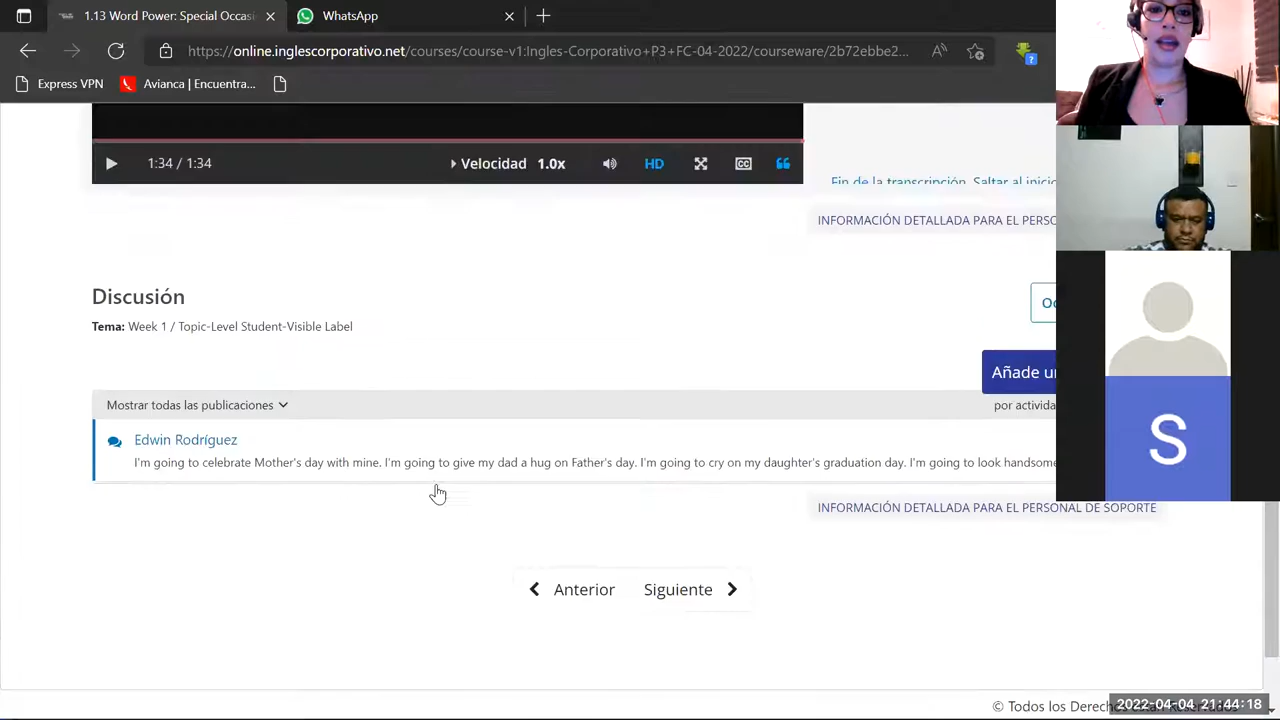 1.13 Word Power: Special Occasi
WhatsApp
https://online.inglescorporativo.net/courses/course-v1:Ingles-Corporativo+P3+FC-04-2022/courseware/2b72ebbe2...
Express VPN
Avianca | Encuentra...
1:34 / 1:34
Velocidad 1.0x
HD
CC
Fin de la transcripción. Saltar al inicio
INFORMACIÓN DETALLADA PARA EL PERSO
Discusión
Oc
Tema: Week 1 / Topic-Level Student-Visible Label
Añade un
Mostrar todas las publicaciones
por activida
Edwin Rodríguez
I'm going to celebrate Mother's day with mine. I'm going to give my dad a hug on Father's day. I'm going to cry on my daughter's graduation day. I'm going to look handsome
S
INFORMACIÓN DETALLADA PARA EL PERSONAL DE SOPORTE
Anterior
Siguiente
© Todos los Derec
2022-04-04 21:44:18